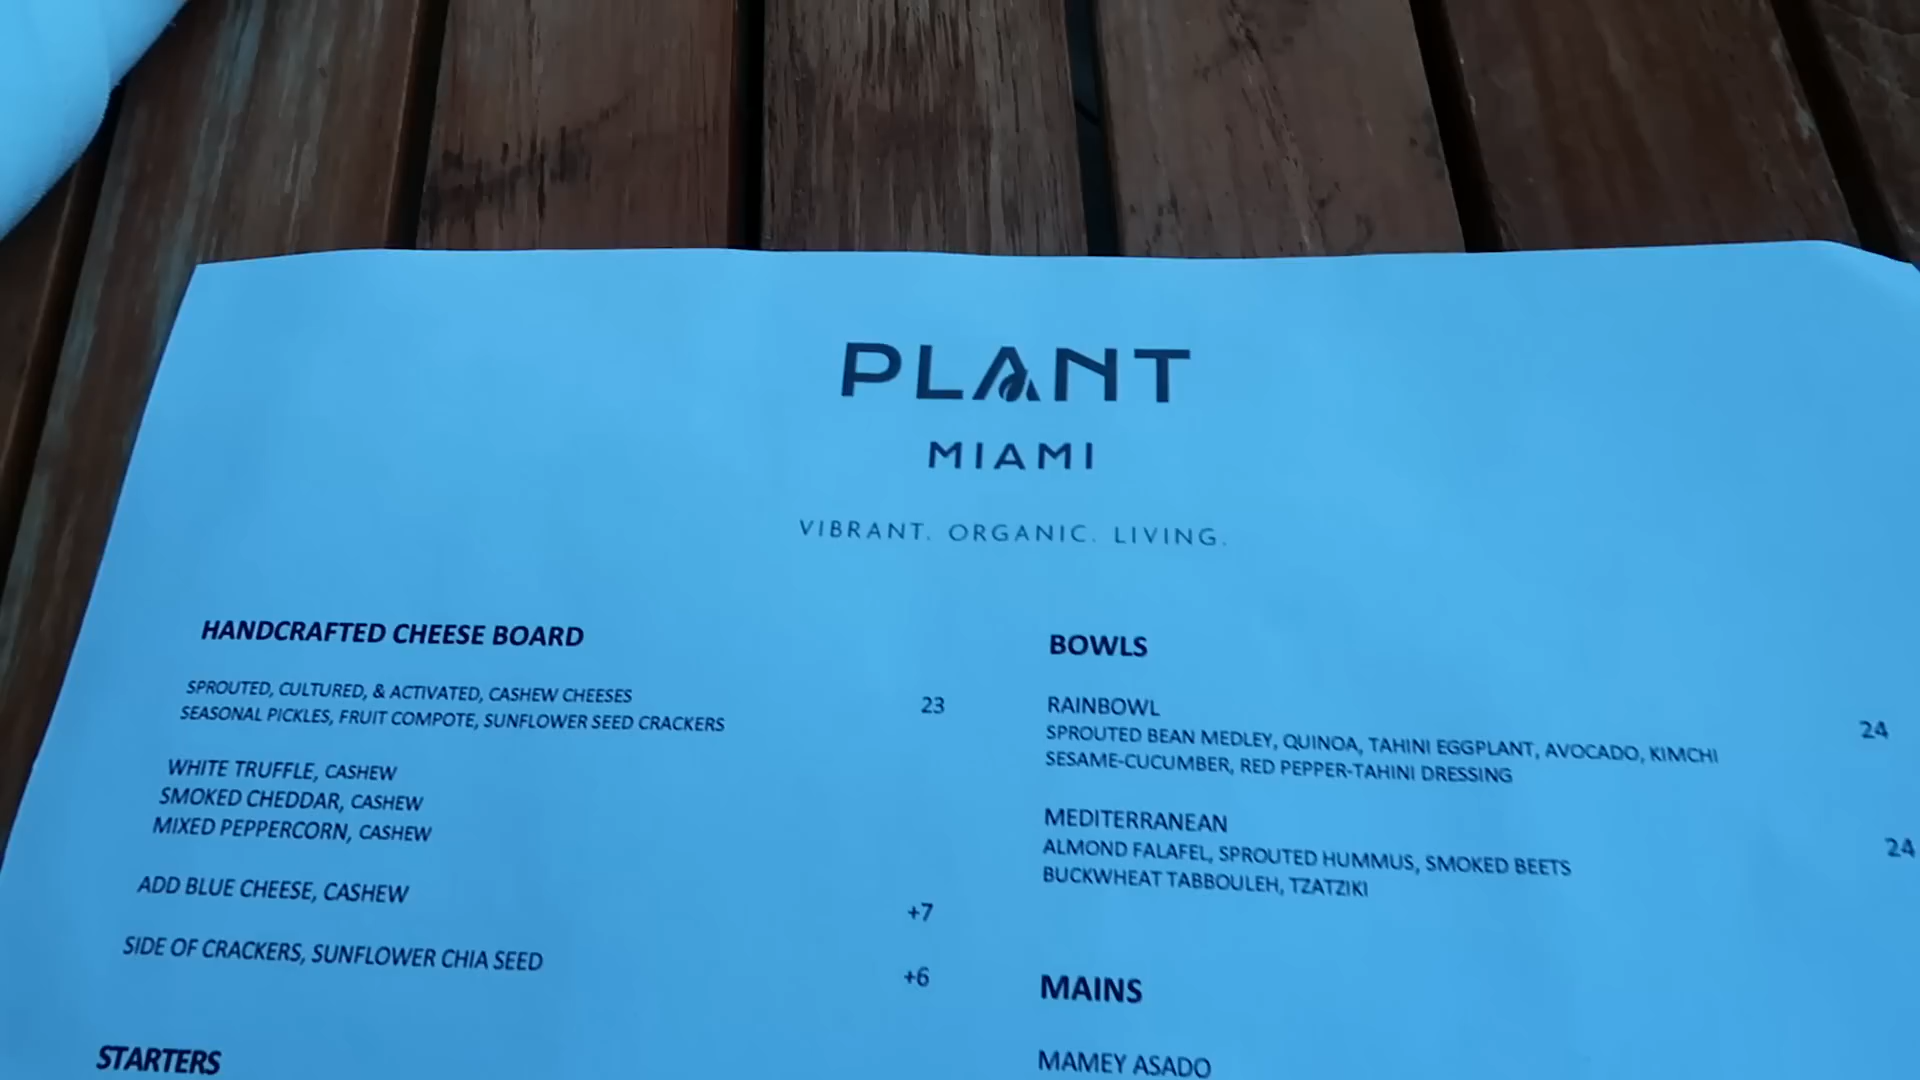 PLANT
MIAMI
VIBRANT. ORGANIC. LIVING.
HANDCRAFTED CHEESE BOARD
SPROUTED, CULTURED, & ACTIVATED, CASHEW CHEESES
SEASONAL PICKLES, FRUIT COMPOTE, SUNFLOWER SEED CRACKERS
23
WHITE TRUFFLE, CASHEW
SMOKED CHEDDAR, CASHEW
MIXED PEPPERCORN, CASHEW
ADD BLUE CHEESE, CASHEW
+7
SIDE OF CRACKERS, SUNFLOWER CHIA SEED
+6
STARTERS
BOWLS
RAINBOWL
24
SPROUTED BEAN MEDLEY, QUINOA, TAHINI EGGPLANT, AVOCADO, KIMCHI
SESAME-CUCUMBER, RED PEPPER-TAHINI DRESSING
MEDITERRANEAN
24
ALMOND FALAFEL, SPROUTED HUMMUS, SMOKED BEETS
BUCKWHEAT TABBOULEH, TZATZIKI
MAINS
MAMEY ASADO